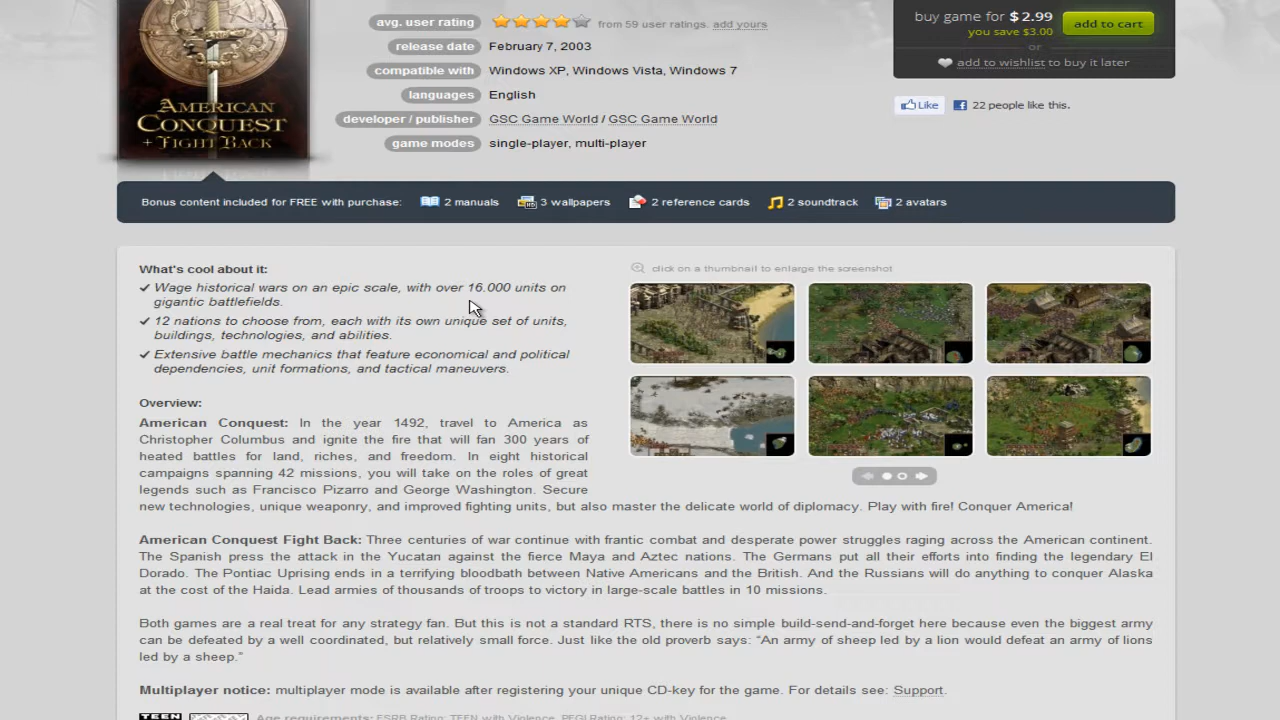 AMERICAN
CONQUEST
+ FIGHT BACK
avg. user rating from 59 user ratings. add yours
release date February 7, 2003
compatible with Windows XP, Windows Vista, Windows 7
languages English
developer / publisher GSC Game World / GSC Game World
game modes single-player, multi-player
buy game for $2.99 add to cart
you save $3.00
or
add to wishlist to buy it later
Like 22 people like this.
Bonus content included for FREE with purchase: 2 manuals 3 wallpapers 2 reference cards 2 soundtrack 2 avatars
What's cool about it:
Wage historical wars on an epic scale, with over 16.000 units on
gigantic battlefields.
12 nations to choose from, each with its own unique set of units,
buildings, technologies, and abilities.
Extensive battle mechanics that feature economical and political
dependencies, unit formations, and tactical maneuvers.
click on a thumbnail to enlarge the screenshot
Overview:
American Conquest: In the year 1492, travel to America as
Christopher Columbus and ignite the fire that will fan 300 years of
heated battles for land, riches, and freedom. In eight historical
campaigns spanning 42 missions, you will take on the roles of great
legends such as Francisco Pizarro and George Washington. Secure
new technologies, unique weaponry, and improved fighting units, but also master the delicate world of diplomacy. Play with fire! Conquer America!
American Conquest Fight Back: Three centuries of war continue with frantic combat and desperate power struggles raging across the American continent.
The Spanish press the attack in the Yucatan against the fierce Maya and Aztec nations. The Germans put all their efforts into finding the legendary El
Dorado. The Pontiac Uprising ends in a terrifying bloodbath between Native Americans and the British. And the Russians will do anything to conquer Alaska
at the cost of the Haida. Lead armies of thousands of troops to victory in large-scale battles in 10 missions.
Both games are a real treat for any strategy fan. But this is not a standard RTS, there is no simple build-send-and-forget here because even the biggest army
can be defeated by a well coordinated, but relatively small force. Just like the old proverb says: "An army of sheep led by a lion would defeat an army of lions
led by a sheep."
Multiplayer notice: multiplayer mode is available after registering your unique CD-key for the game. For details see: Support.
TEEN Age requirements: ESRB Rating: TEEN with Violence, PEGI Rating: 12+ with Violence